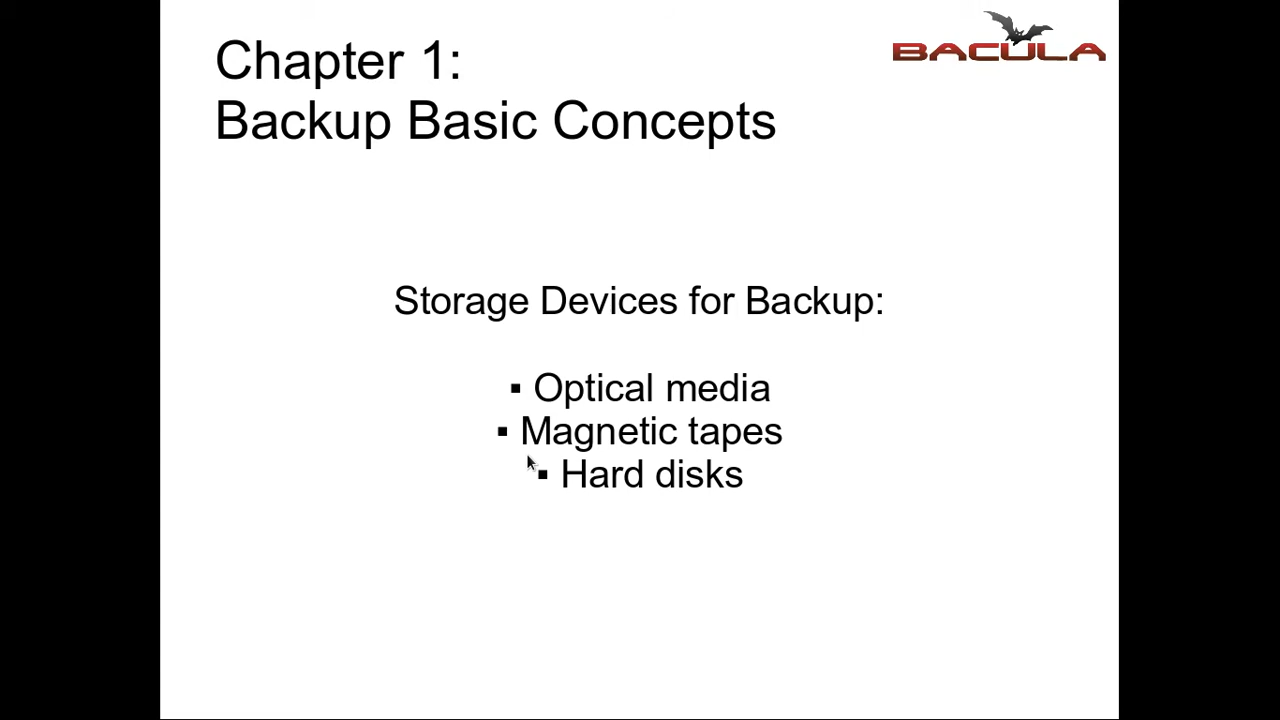 BACULA
Chapter 1:
Backup Basic Concepts
Storage Devices for Backup:
▪ Optical media
▪ Magnetic tapes
▪ Hard disks